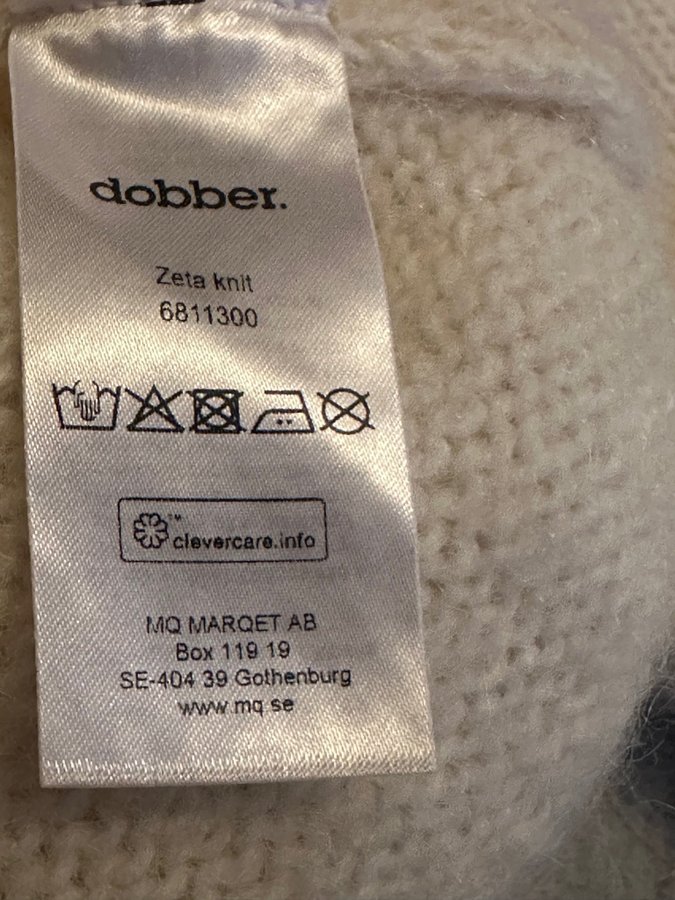 dobber.
Zeta knit
6811300
™
clevercare.info
MQ MARQET AB
Box 119 19
SE-404 39 Gothenburg
www.mq.se